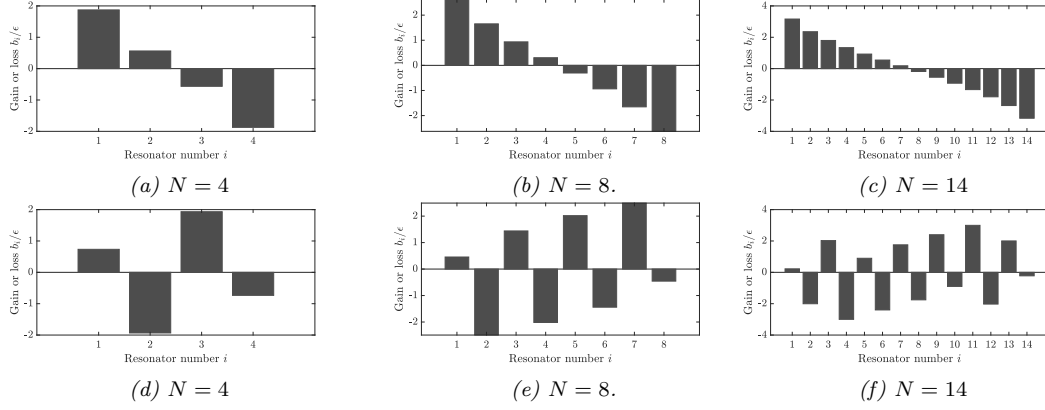 2
1
0
-1
-2
Gain or loss b_i/ϵ
1 2 3 4
Resonator number i
(a) N = 4
2
1
0
-1
-2
Gain or loss b_i/ϵ
1 2 3 4 5 6 7 8
Resonator number i
(b) N = 8.
4
2
0
-2
-4
Gain or loss b_i/ϵ
1 2 3 4 5 6 7 8 9 10 11 12 13 14
Resonator number i
(c) N = 14
2
1
0
-1
-2
Gain or loss b_i/ϵ
1 2 3 4
Resonator number i
(d) N = 4
2
1
0
-1
-2
Gain or loss b_i/ϵ
1 2 3 4 5 6 7 8
Resonator number i
(e) N = 8.
4
2
0
-2
-4
Gain or loss b_i/ϵ
1 2 3 4 5 6 7 8 9 10 11 12 13 14
Resonator number i
(f) N = 14